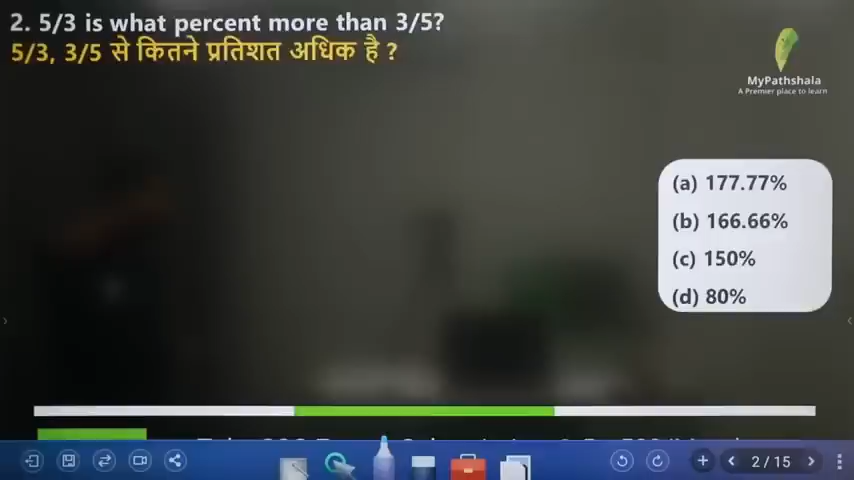 2. 5/3 is what percent more than 3/5?
5/3, 3/5 से कितने प्रतिशत अधिक है ?
MyPathshala
A Premier place to learn
(a) 177.77%
(b) 166.66%
(c) 150%
(d) 80%
2 / 15